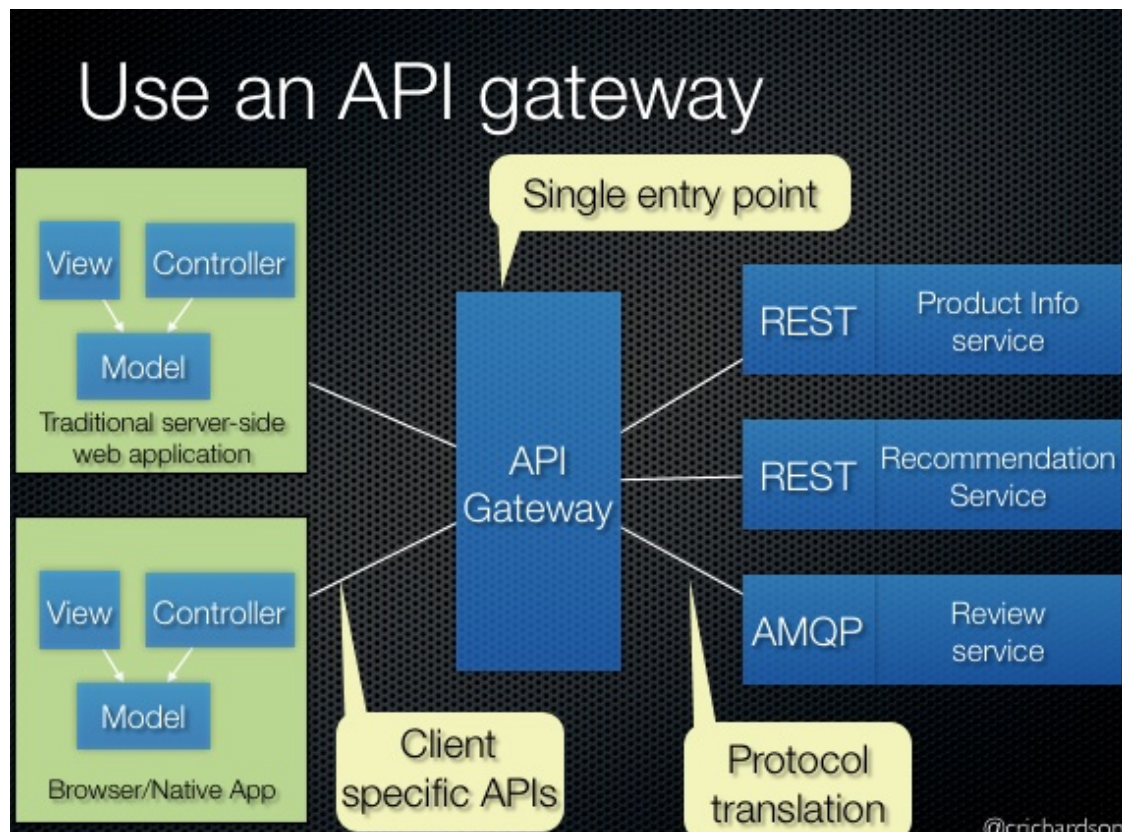 Use an API gateway
Single entry point
View
Controller
Model
Traditional server-side
web application
View
Controller
Model
Browser/Native App
API
Gateway
REST
Product Info
service
REST
Recommendation
Service
AMQP
Review
service
Client
specific APIs
Protocol
translation
@crichardson